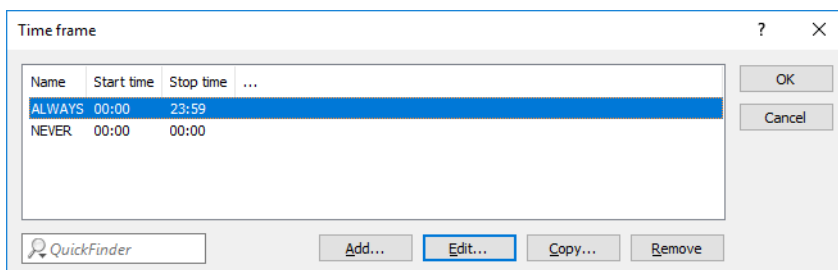 Time frame ?
Name Start time Stop time ...
ALWAYS 00:00 23:59
NEVER 00:00 00:00
OK
Cancel
QuickFinder
Add... Edit... Copy... Remove